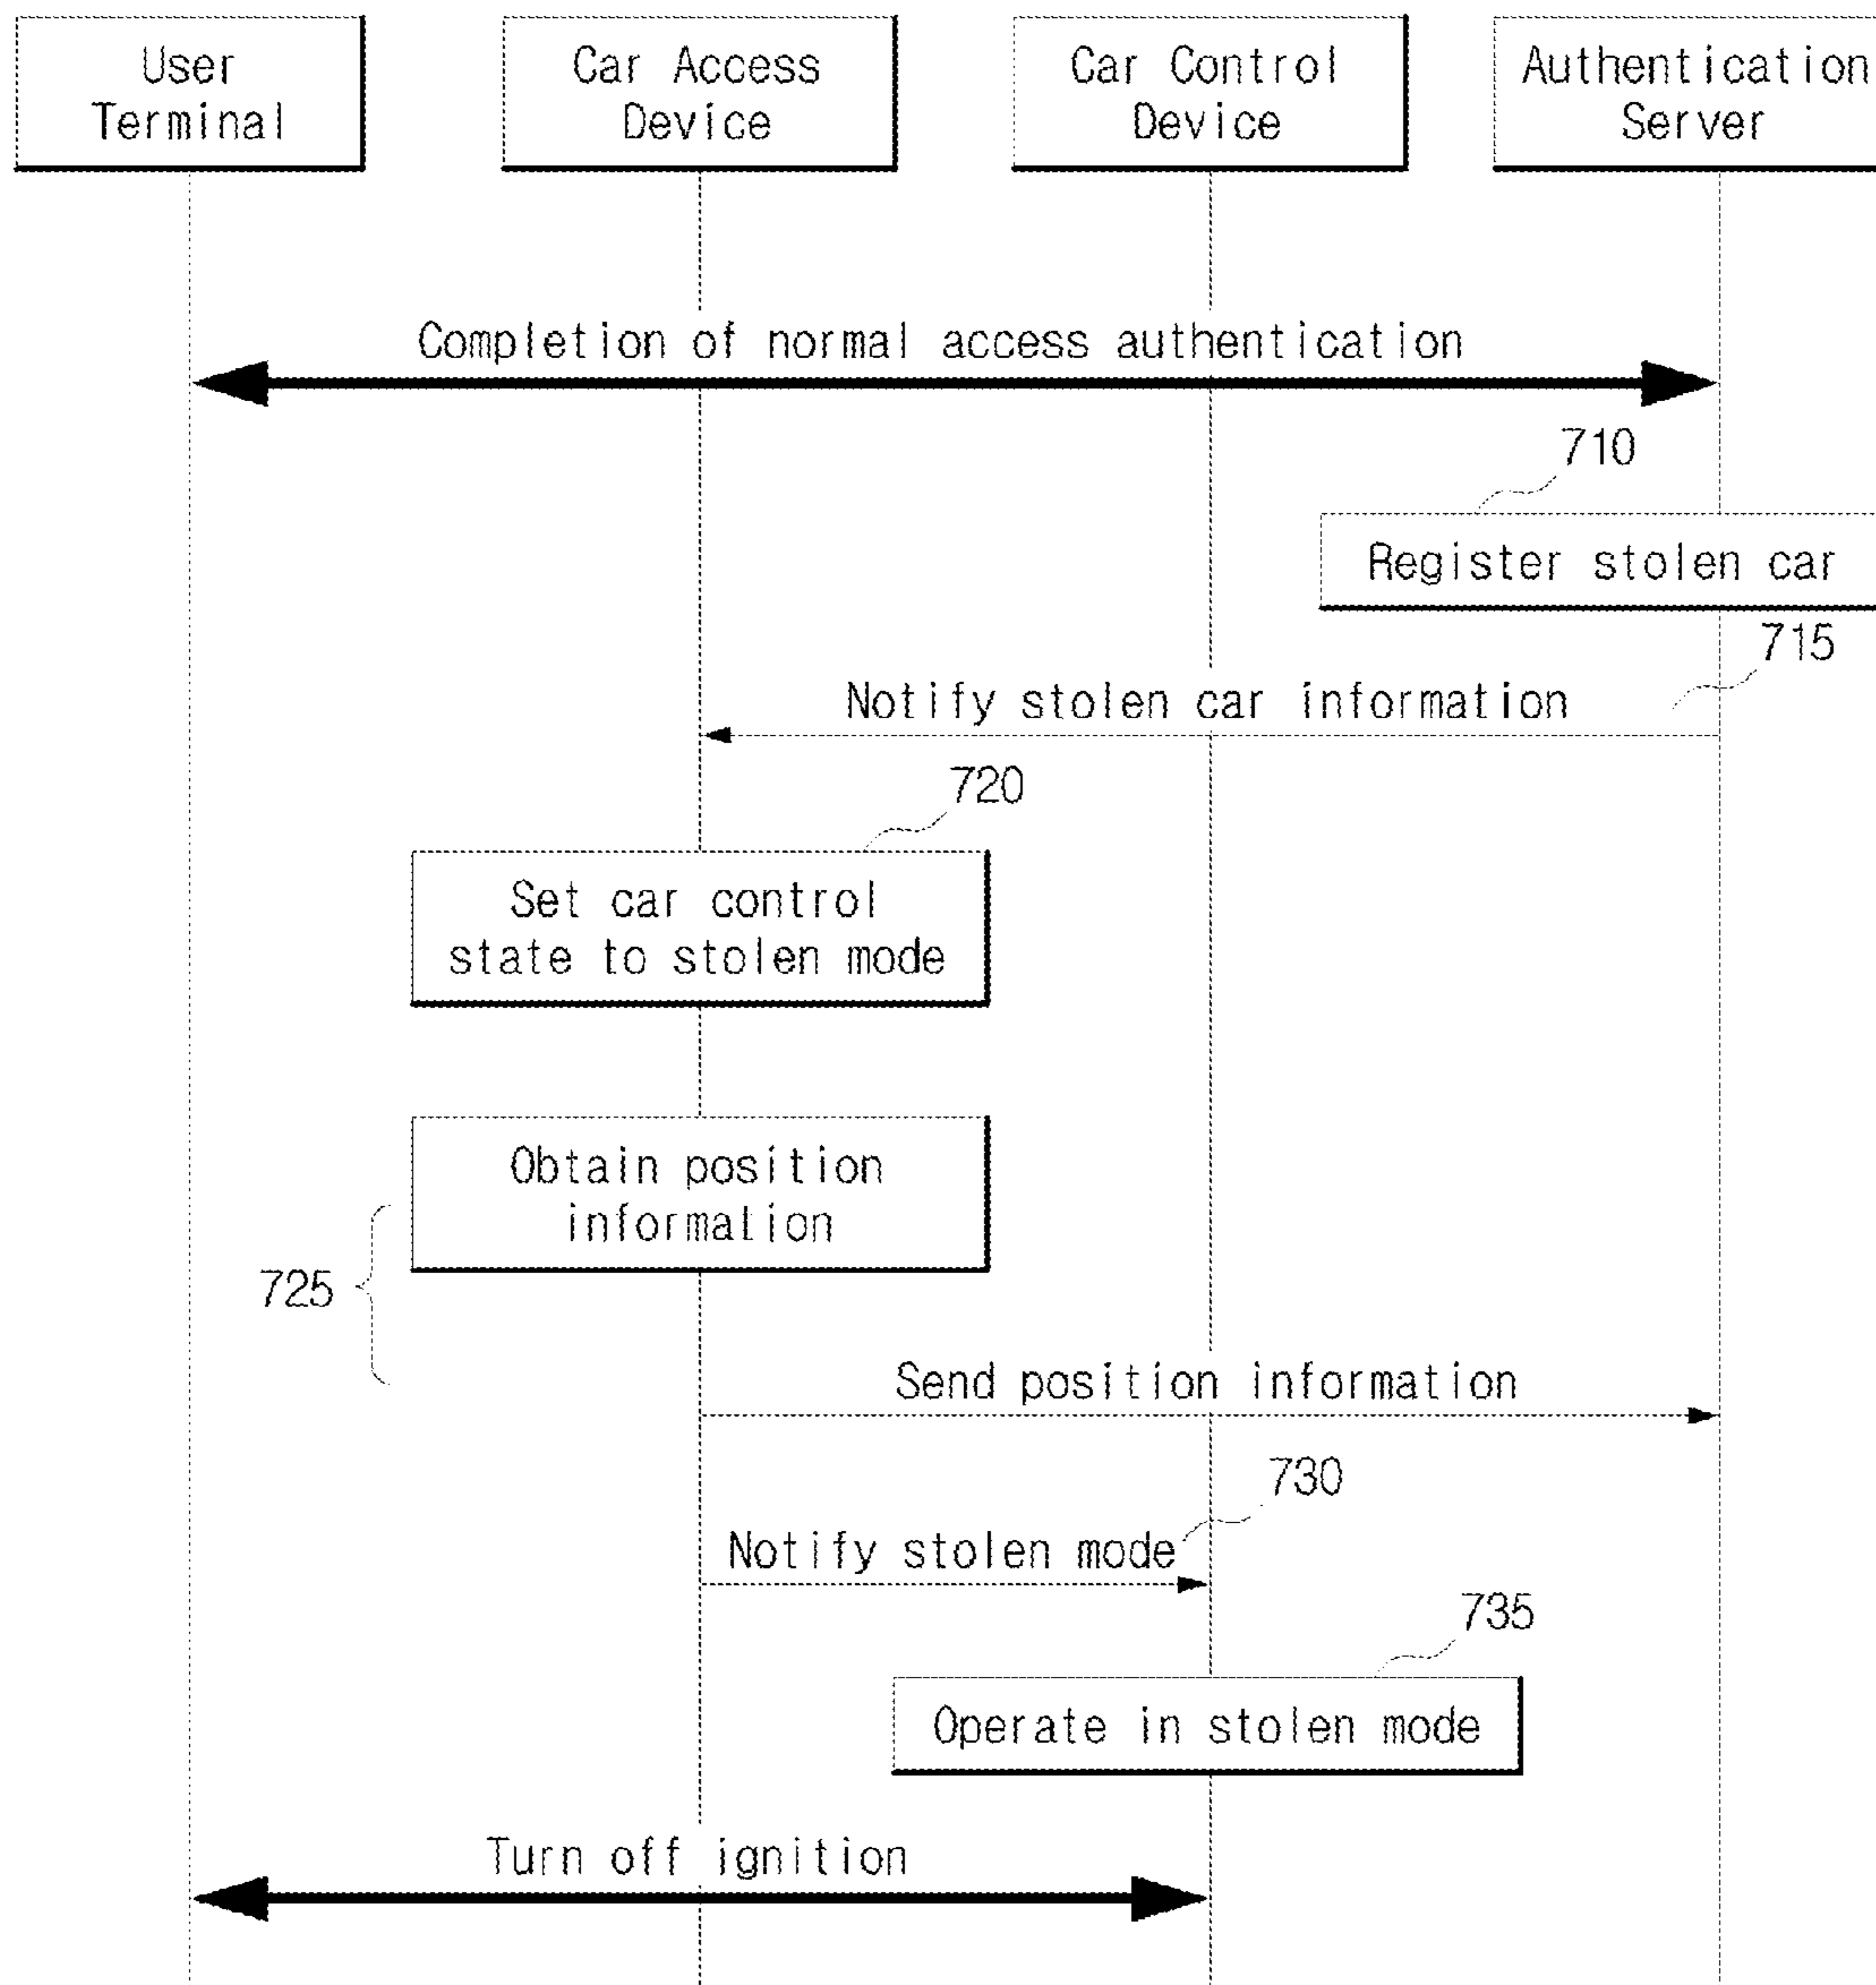 User
Terminal
Car Access
Device
Car Control
Device
Authentication
Server
Completion of normal access authentication
710
Register stolen car
715
Notify stolen car information
720
Set car control
state to stolen mode
Obtain position
information
725
Send position information
730
Notify stolen mode
735
Operate in stolen mode
Turn off ignition